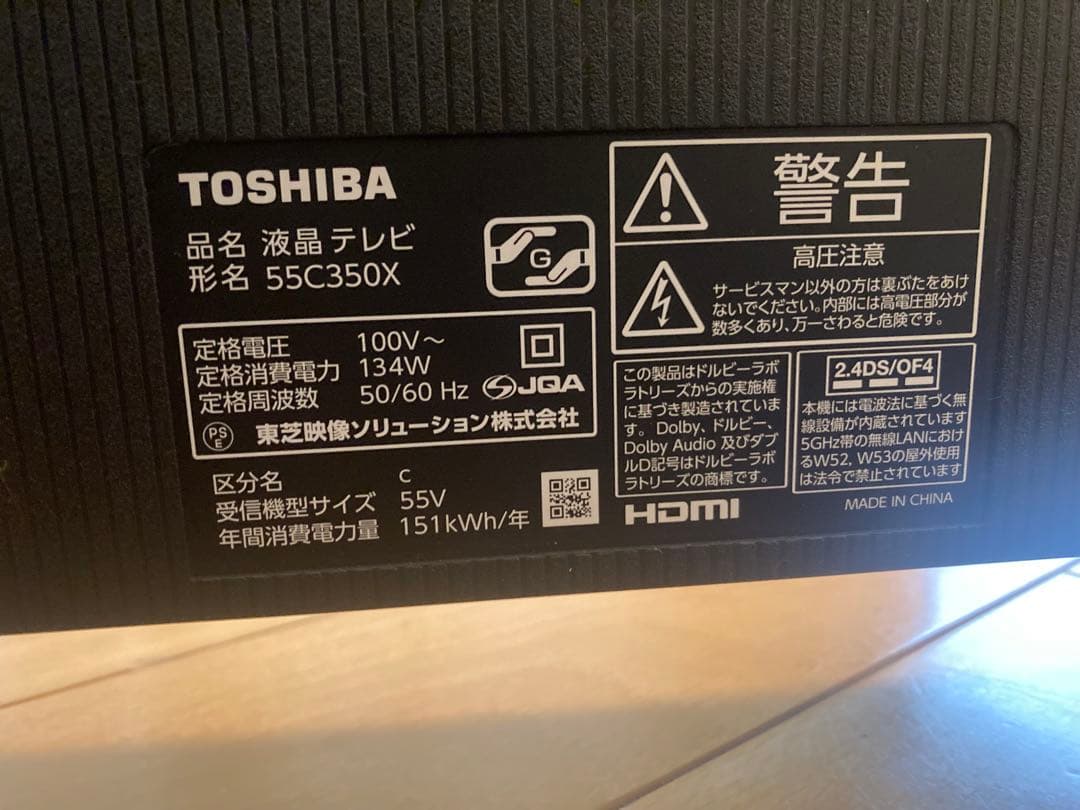 TOSHIBA
品名 液晶テレビ
形名 55C350X
G
定格電圧 100V～
定格消費電力 134W
定格周波数 50/60 Hz
JQA
PS
E
東芝映像ソリューション株式会社
区分名 C
受信機型サイズ 55V
年間消費電力量 151kWh/年
警告
高圧注意
サービスマン以外の方は裏ぶたをあけ
ないでください。内部には高電圧部分が
数多くあり、万一さわると危険です。
この製品はドルビーラボ
ラトリーズからの実施権
に基づき製造されていま
す。Dolby、ドルビー、
Dolby Audio 及びダブ
ルD記号はドルビーラボ
ラトリーズの商標です。
HDMI
2.4DS/OF4
本機には電波法に基づく無
線設備が内蔵されています
5GHz帯の無線LANにおけ
るW52, W53の屋外使用
は法令で禁止されています
MADE IN CHINA